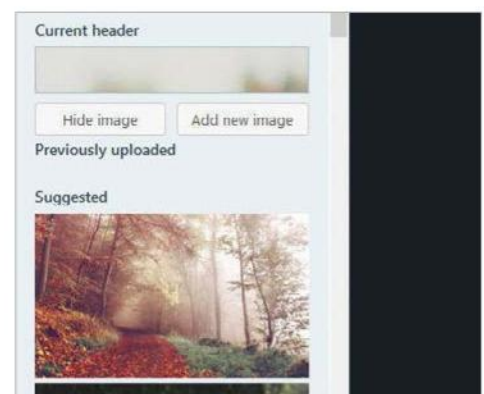 Current header
Hide image Add new image
Previously uploaded
Suggested